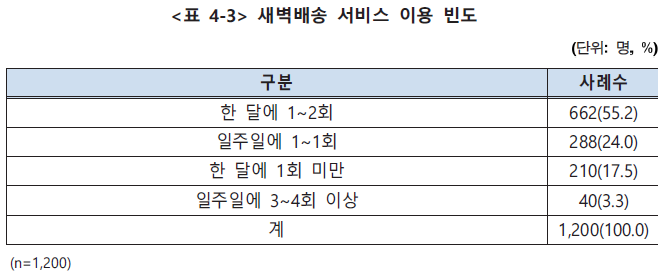 <표 4-3> 새벽배송 서비스 이용 빈도
(단위: 명, %)
구분 사례수
한 달에 1~2회 662(55.2)
일주일에 1~1회 288(24.0)
한 달에 1회 미만 210(17.5)
일주일에 3~4회 이상 40(3.3)
계 1,200(100.0)
(n=1,200)